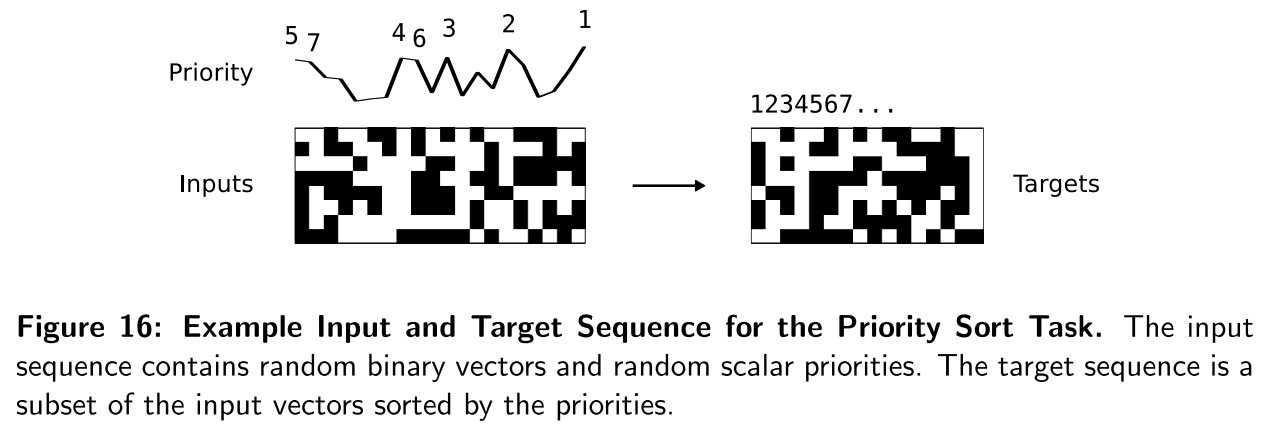 5 7 4 6 3 2 1
Priority
1234567...
Inputs
Targets
Figure 16: Example Input and Target Sequence for the Priority Sort Task. The input
sequence contains random binary vectors and random scalar priorities. The target sequence is a
subset of the input vectors sorted by the priorities.